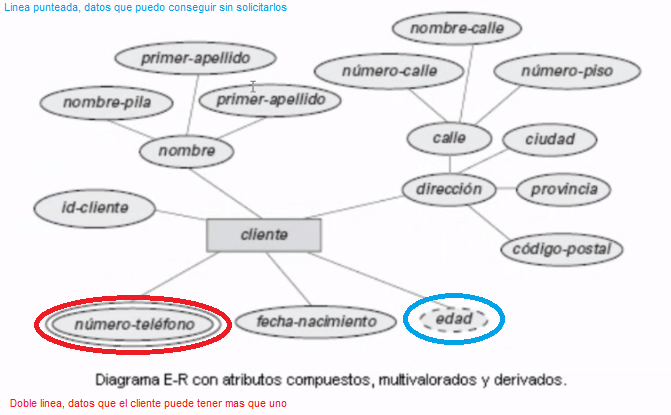 Linea punteada, datos que puedo conseguir sin solicitarlos
nombre-calle
primer-apellido
número-calle
número-piso
nombre-pila
primer-apellido
nombre
calle
ciudad
dirección
provincia
id-cliente
cliente
código-postal
número-teléfono
fecha-nacimiento
edad
Diagrama E-R con atributos compuestos, multivalorados y derivados.
Doble linea, datos que el cliente puede tener mas que uno